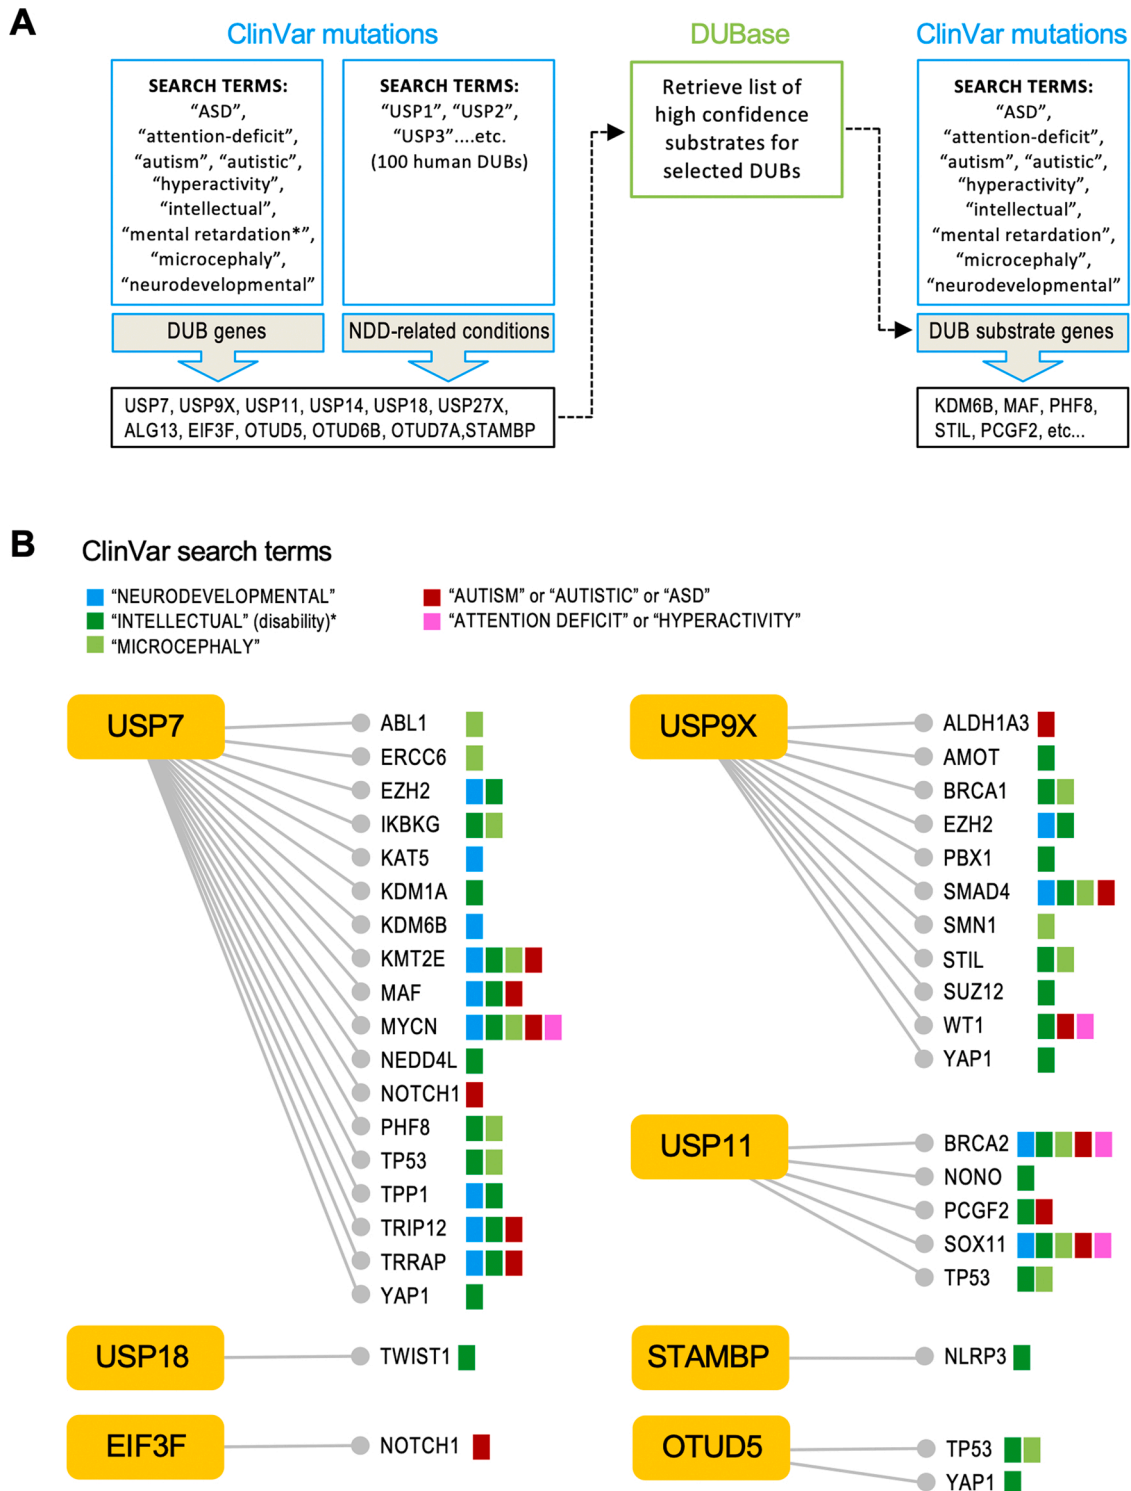 A
ClinVar mutations
SEARCH TERMS:
“ASD”,
“attention-deficit”,
“autism”, “autistic”,
“hyperactivity”,
“intellectual”,
“mental retardation*”,
“microcephaly”,
“neurodevelopmental”
SEARCH TERMS:
“USP1”, “USP2”,
“USP3”....etc.
(100 human DUBs)
DUB genes
NDD-related conditions
USP7, USP9X, USP11, USP14, USP18, USP27X,
ALG13, EIF3F, OTUD5, OTUD6B, OTUD7A,STAMBP
DUBase
Retrieve list of
high confidence
substrates for
selected DUBs
ClinVar mutations
SEARCH TERMS:
“ASD”,
“attention-deficit”,
“autism”, “autistic”,
“hyperactivity”,
“intellectual”,
“mental retardation”,
“microcephaly”,
“neurodevelopmental”
DUB substrate genes
KDM6B, MAF, PHF8,
STIL, PCGF2, etc...
B
ClinVar search terms
“NEURODEVELOPMENTAL”
“INTELLECTUAL” (disability)*
“MICROCEPHALY”
“AUTISM” or “AUTISTIC” or “ASD”
“ATTENTION DEFICIT” or “HYPERACTIVITY”
USP7
ABL1
ERCC6
EZH2
IKBKG
KAT5
KDM1A
KDM6B
KMT2E
MAF
MYCN
NEDD4L
NOTCH1
PHF8
TP53
TPP1
TRIP12
TRRAP
YAP1
USP18
TWIST1
EIF3F
NOTCH1
USP9X
ALDH1A3
AMOT
BRCA1
EZH2
PBX1
SMAD4
SMN1
STIL
SUZ12
WT1
YAP1
USP11
BRCA2
NONO
PCGF2
SOX11
TP53
STAMBP
NLRP3
OTUD5
TP53
YAP1